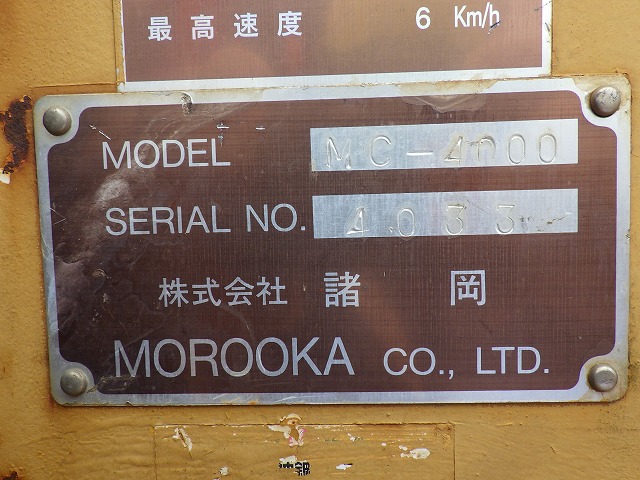 最高速度 6 Km/h
MODEL MC-4000
SERIAL NO. 4033
株式会社 諸 岡
MOROOKA CO., LTD.